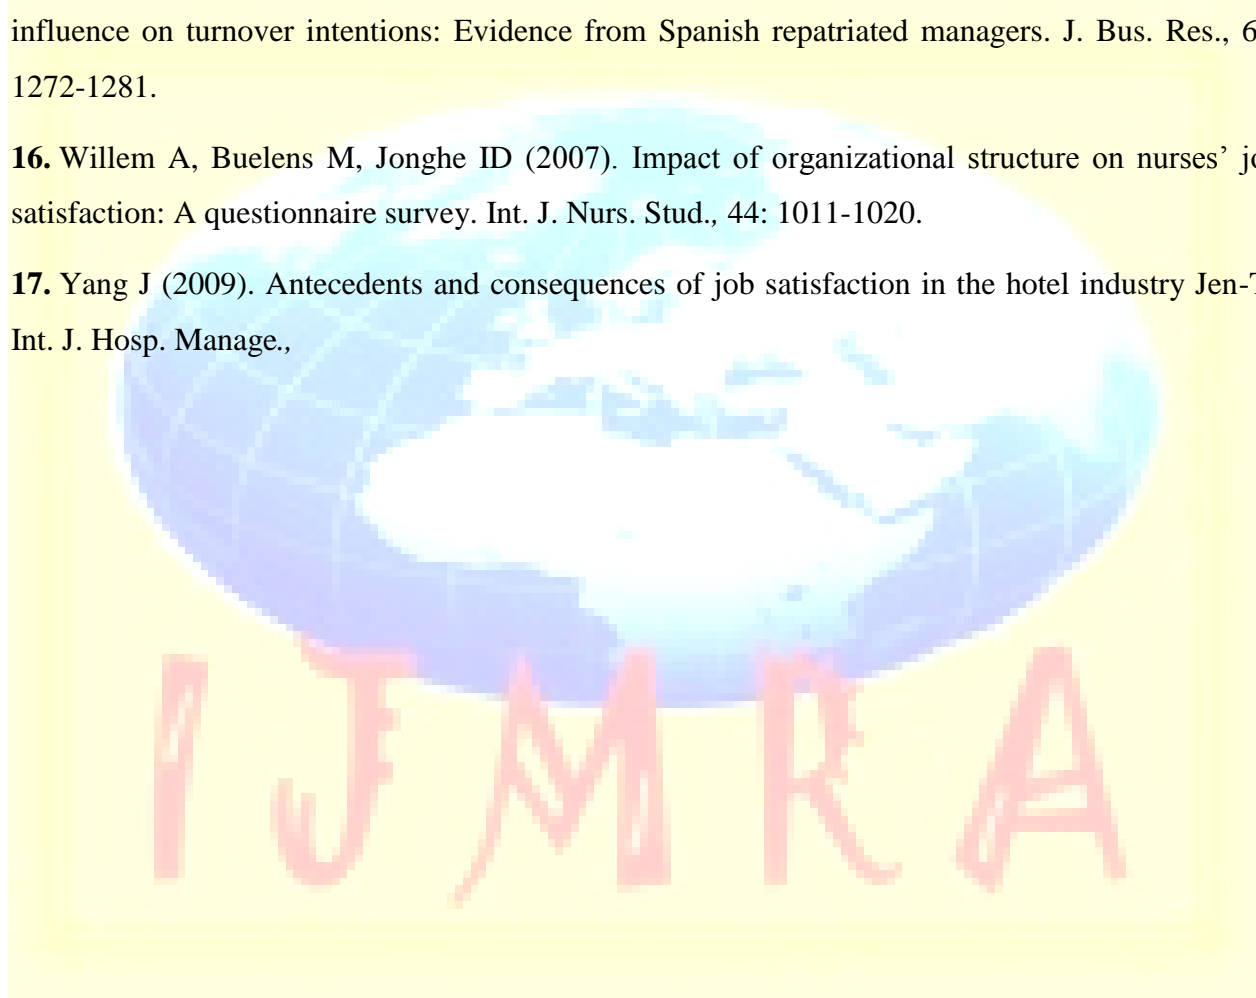 influence on turnover intentions: Evidence from Spanish repatriated managers. J. Bus. Res., 6
1272-1281.
16. Willem A, Buelens M, Jonghe ID (2007). Impact of organizational structure on nurses’ jo
satisfaction: A questionnaire survey. Int. J. Nurs. Stud., 44: 1011-1020.
17. Yang J (2009). Antecedents and consequences of job satisfaction in the hotel industry Jen-T
Int. J. Hosp. Manage.,
IJMRA